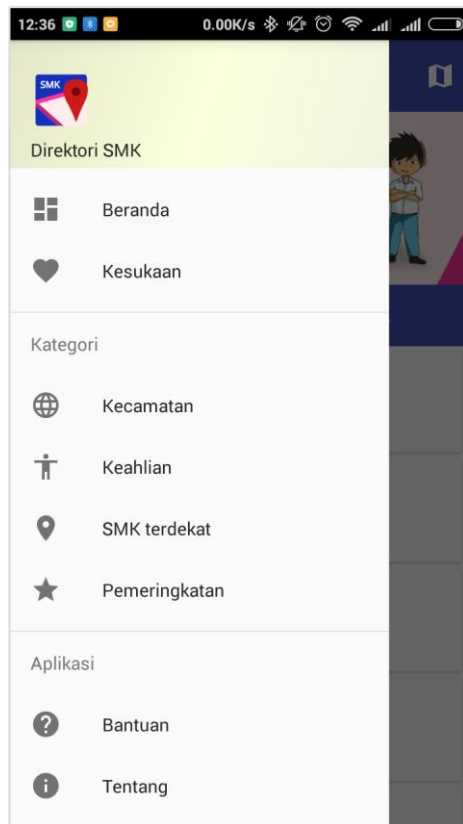 12:36 0.00K/s
SMK
Direktori SMK
Beranda
Kesukaan
Kategori
Kecamatan
Keahlian
SMK terdekat
Pemeringkatan
Aplikasi
Bantuan
Tentang